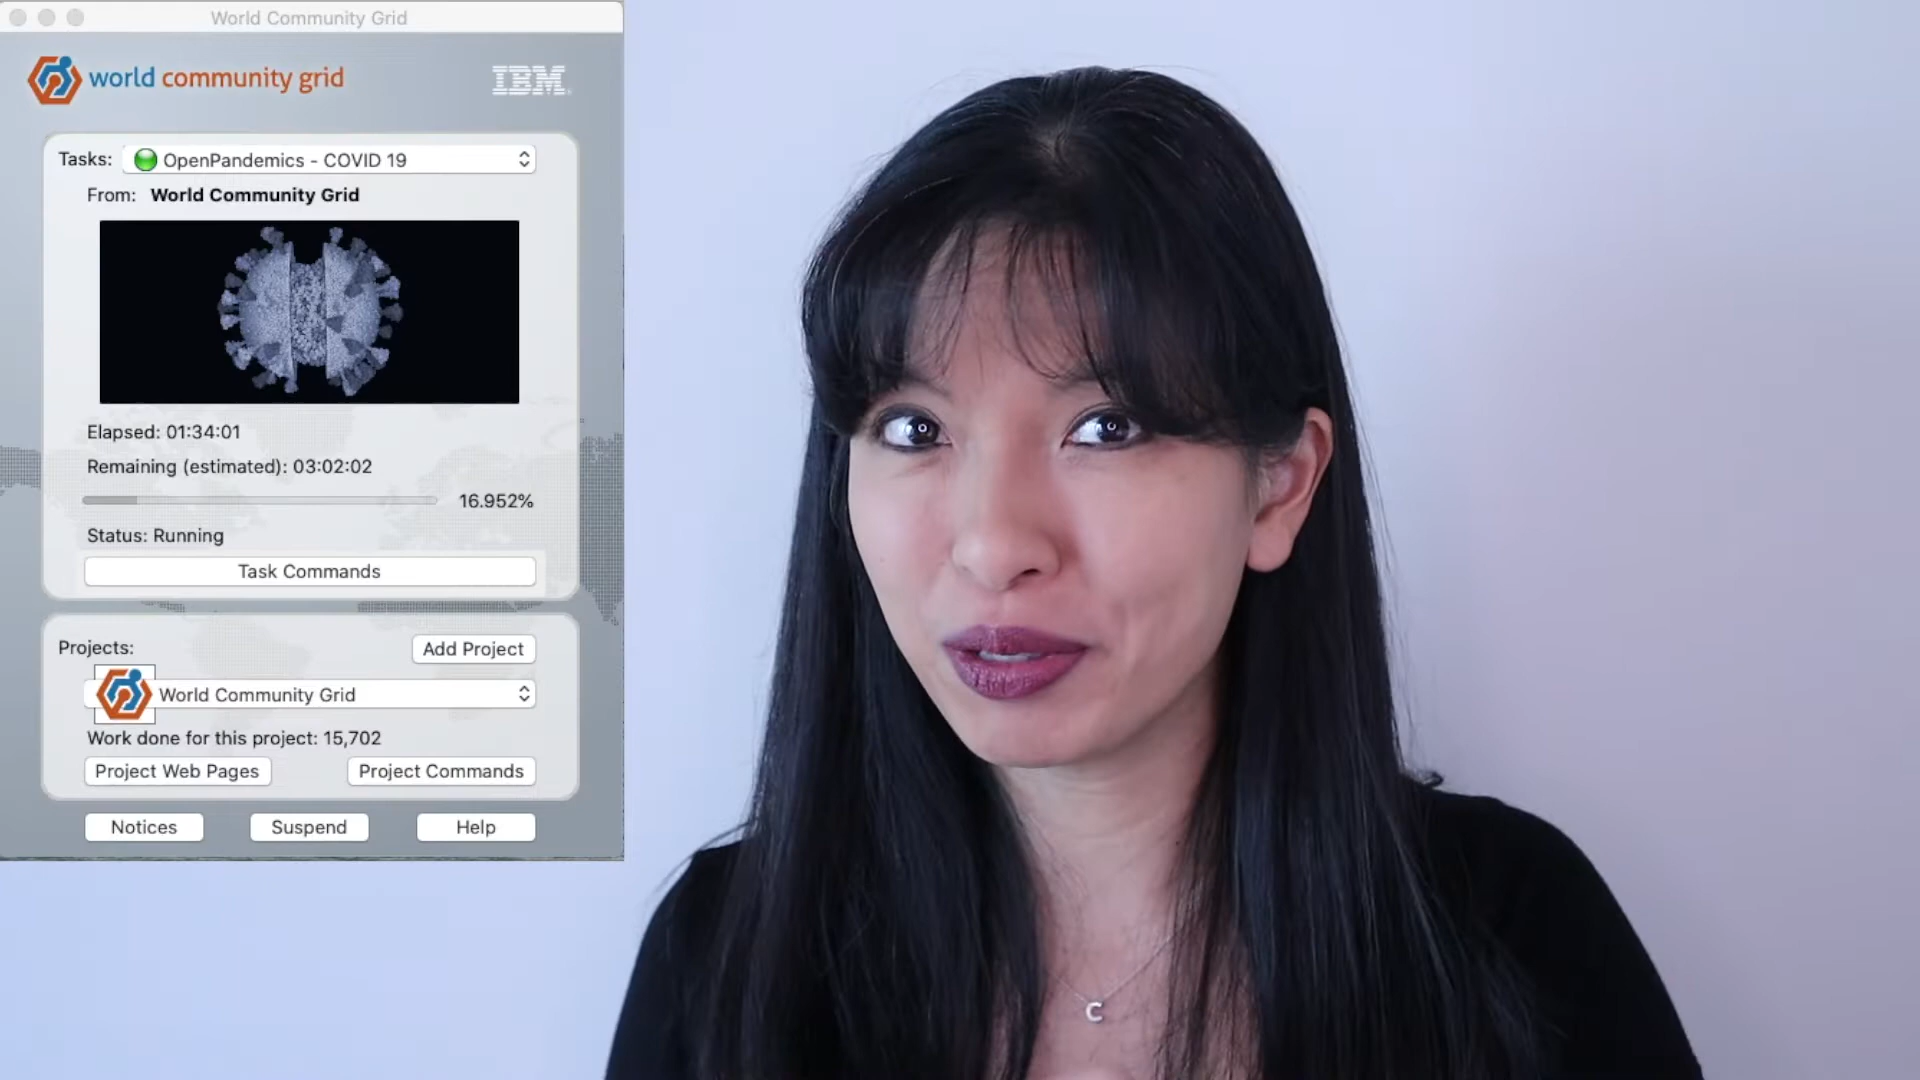 World Community Grid
world community grid
IBM
Tasks: OpenPandemics - COVID 19
From: World Community Grid
Elapsed: 01:34:01
Remaining (estimated): 03:02:02
16.952%
Status: Running
Task Commands
Projects:
Add Project
World Community Grid
Work done for this project: 15,702
Project Web Pages
Project Commands
Notices
Suspend
Help
C